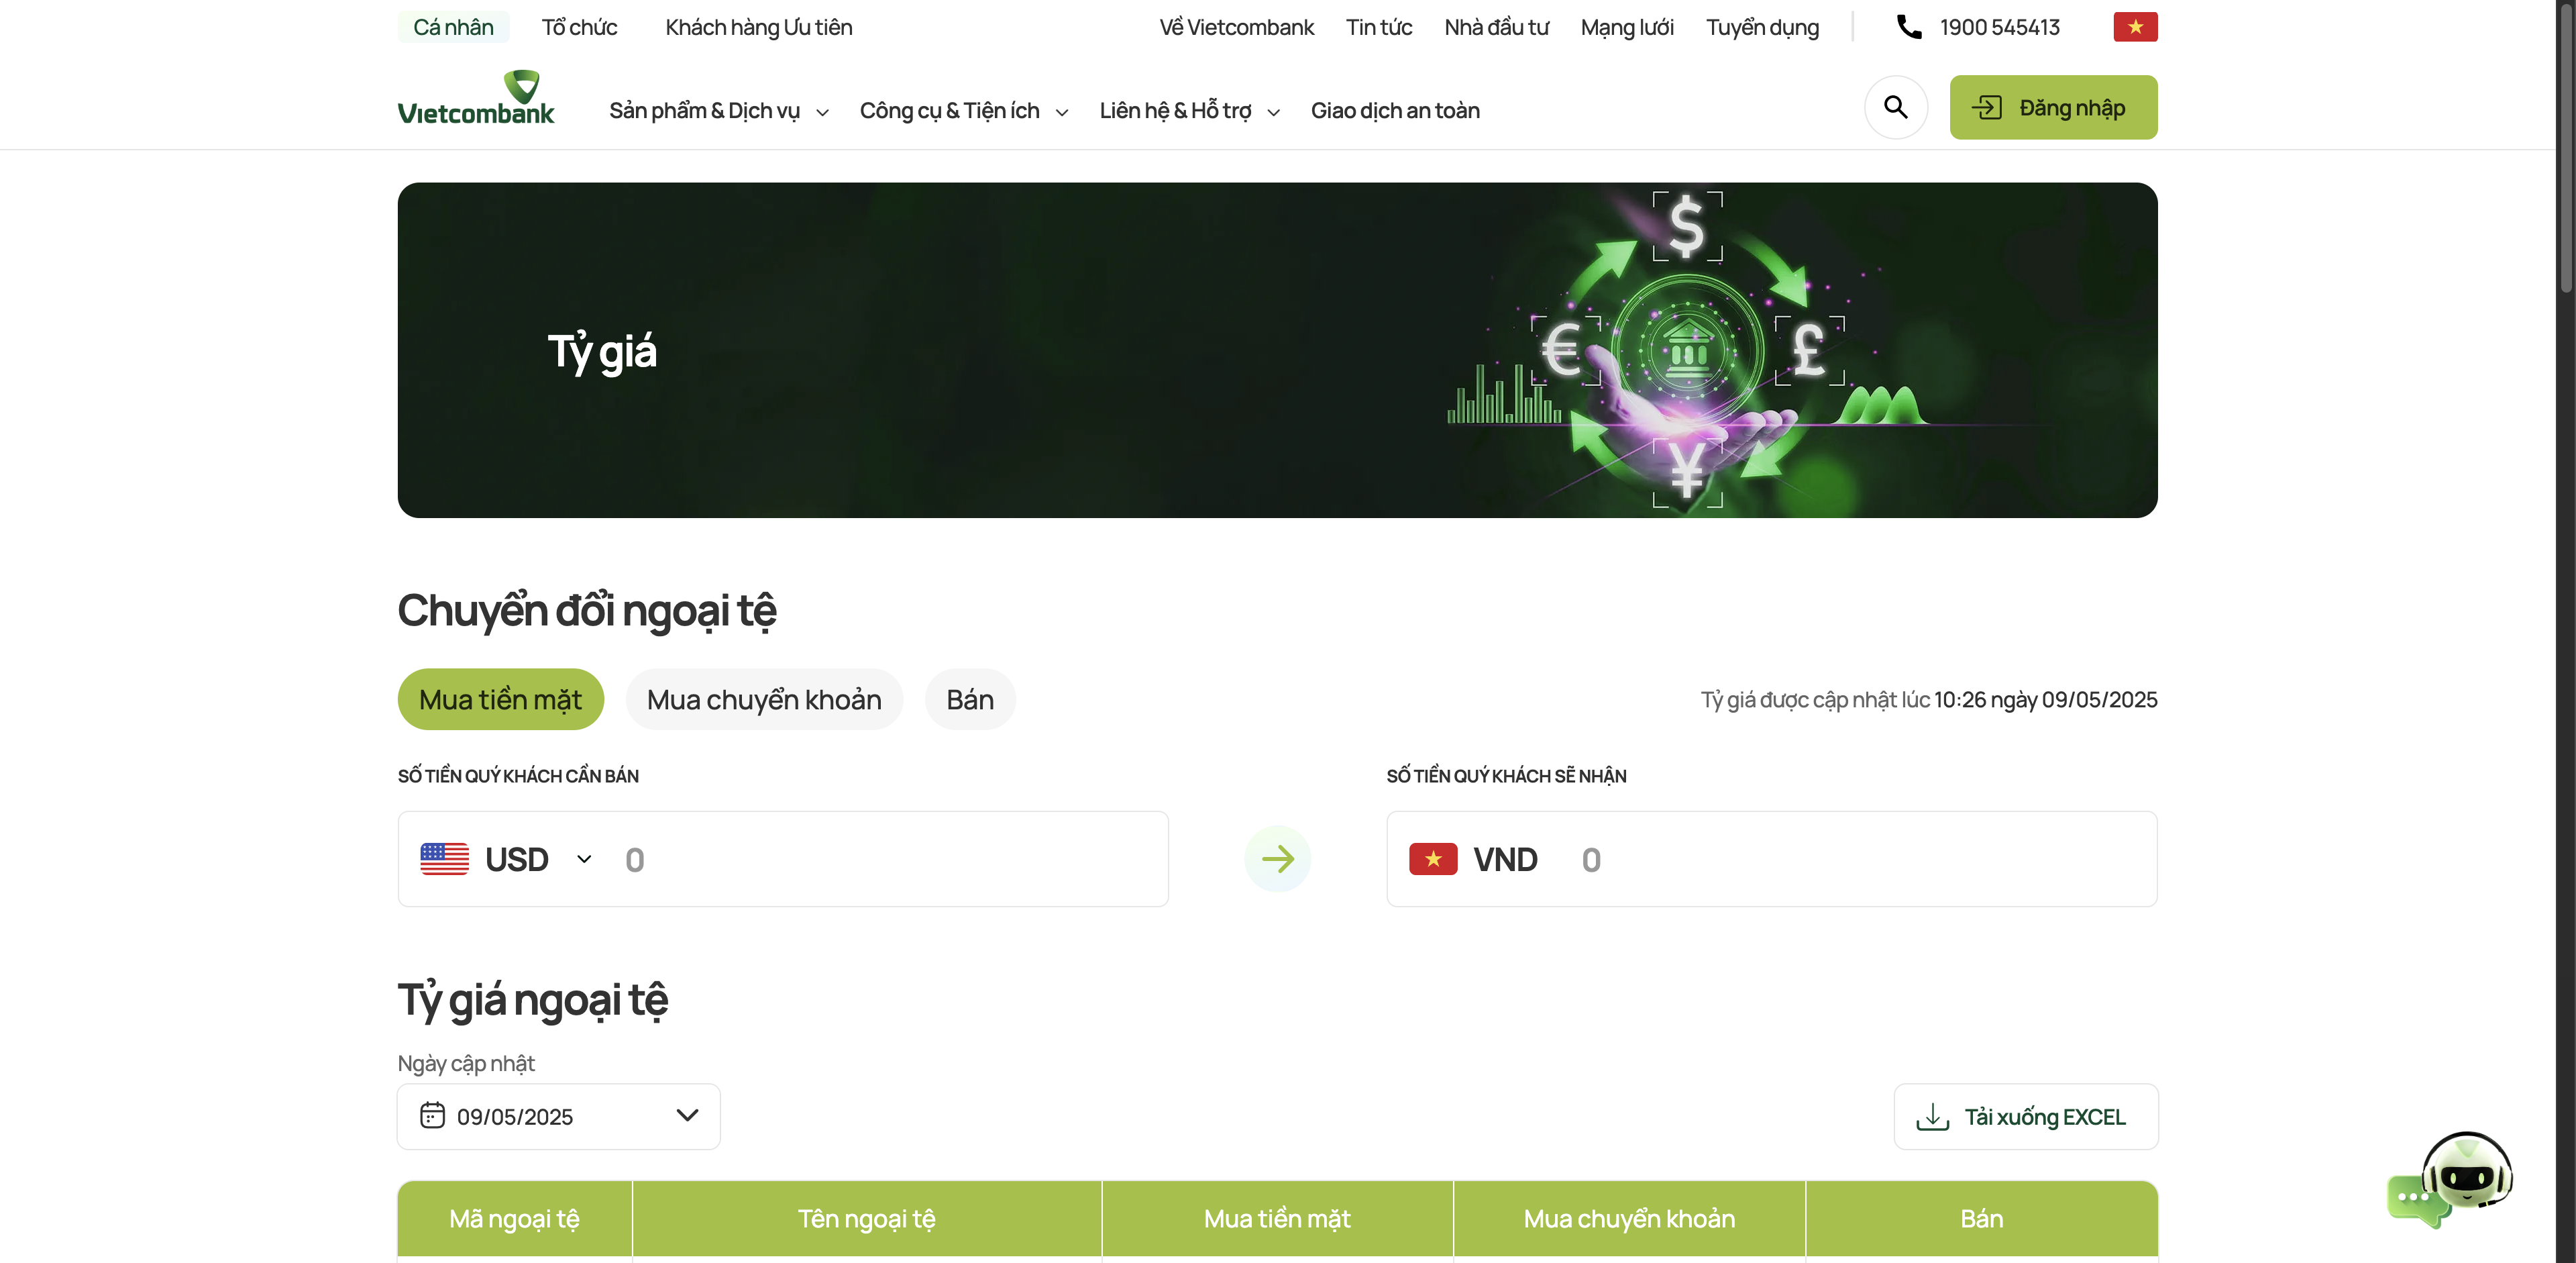 Cá nhân Tổ chức Khách hàng Ưu tiên Về Vietcombank Tin tức Nhà đầu tư Mạng lưới Tuyển dụng 1900 545413
Vietcombank Sản phẩm & Dịch vụ Công cụ & Tiện ích Liên hệ & Hỗ trợ Giao dịch an toàn Đăng nhập
$
Tỷ giá
€ £
¥
Chuyển đổi ngoại tệ
Mua tiền mặt Mua chuyển khoản Bán Tỷ giá được cập nhật lúc 10:26 ngày 09/05/2025
SỐ TIỀN QUÝ KHÁCH CẦN BÁN SỐ TIỀN QUÝ KHÁCH SẼ NHẬN
USD 0 VND 0
Tỷ giá ngoại tệ
Ngày cập nhật
09/05/2025 Tải xuống EXCEL
Mã ngoại tệ Tên ngoại tệ Mua tiền mặt Mua chuyển khoản Bán